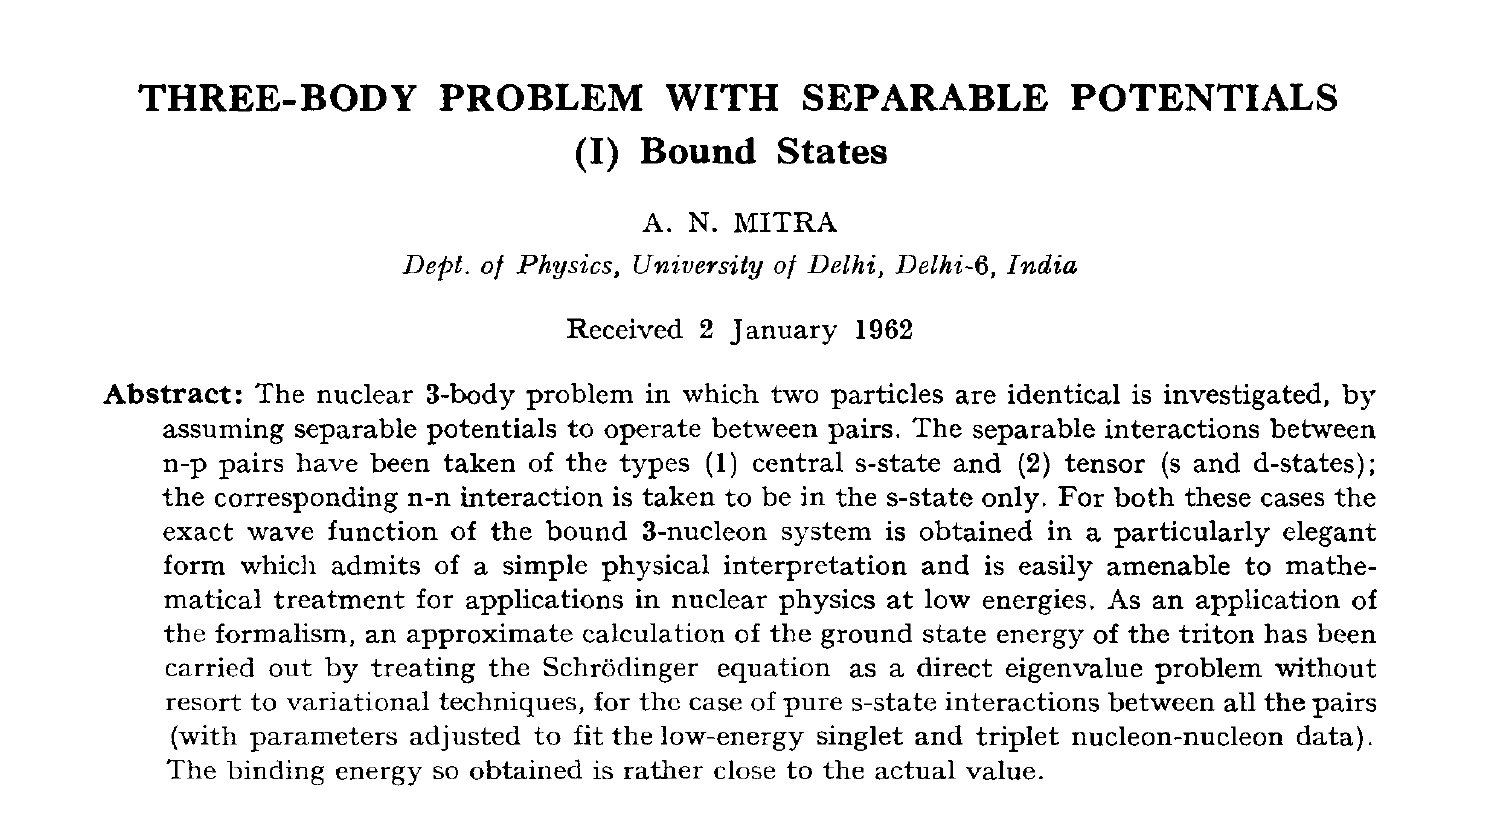 THREE-BODY PROBLEM WITH SEPARABLE POTENTIALS
(I) Bound States
A. N. MITRA
Dept. of Physics, University of Delhi, Delhi-6, India
Received 2 January 1962
Abstract: The nuclear 3-body problem in which two particles are identical is investigated, by
assuming separable potentials to operate between pairs. The separable interactions between
n-p pairs have been taken of the types (1) central s-state and (2) tensor (s and d-states);
the corresponding n-n interaction is taken to be in the s-state only. For both these cases the
exact wave function of the bound 3-nucleon system is obtained in a particularly elegant
form which admits of a simple physical interpretation and is easily amenable to mathe-
matical treatment for applications in nuclear physics at low energies. As an application of
the formalism, an approximate calculation of the ground state energy of the triton has been
carried out by treating the Schrödinger equation as a direct eigenvalue problem without
resort to variational techniques, for the case of pure s-state interactions between all the pairs
(with parameters adjusted to fit the low-energy singlet and triplet nucleon-nucleon data).
The binding energy so obtained is rather close to the actual value.